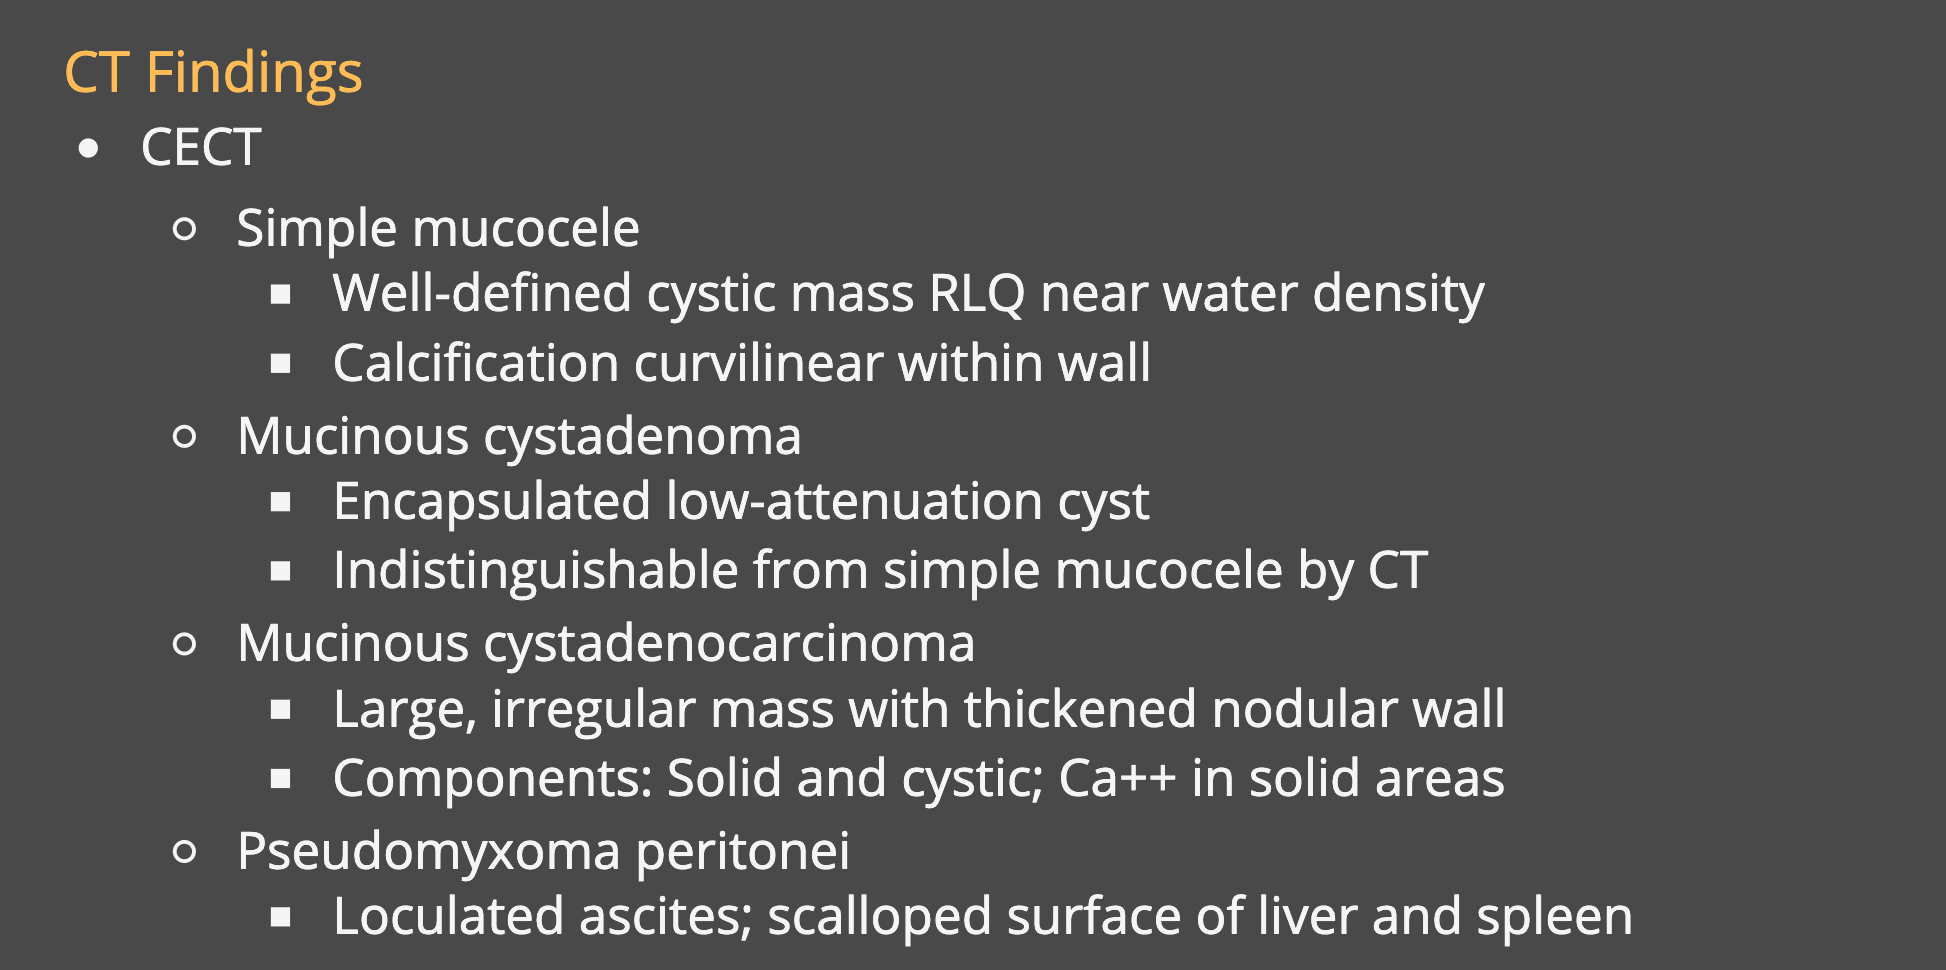 CT Findings
• CECT
○ Simple mucocele
■ Well-defined cystic mass RLQ near water density
■ Calcification curvilinear within wall
○ Mucinous cystadenoma
■ Encapsulated low-attenuation cyst
■ Indistinguishable from simple mucocele by CT
○ Mucinous cystadenocarcinoma
■ Large, irregular mass with thickened nodular wall
■ Components: Solid and cystic; Ca++ in solid areas
○ Pseudomyxoma peritonei
■ Loculated ascites; scalloped surface of liver and spleen